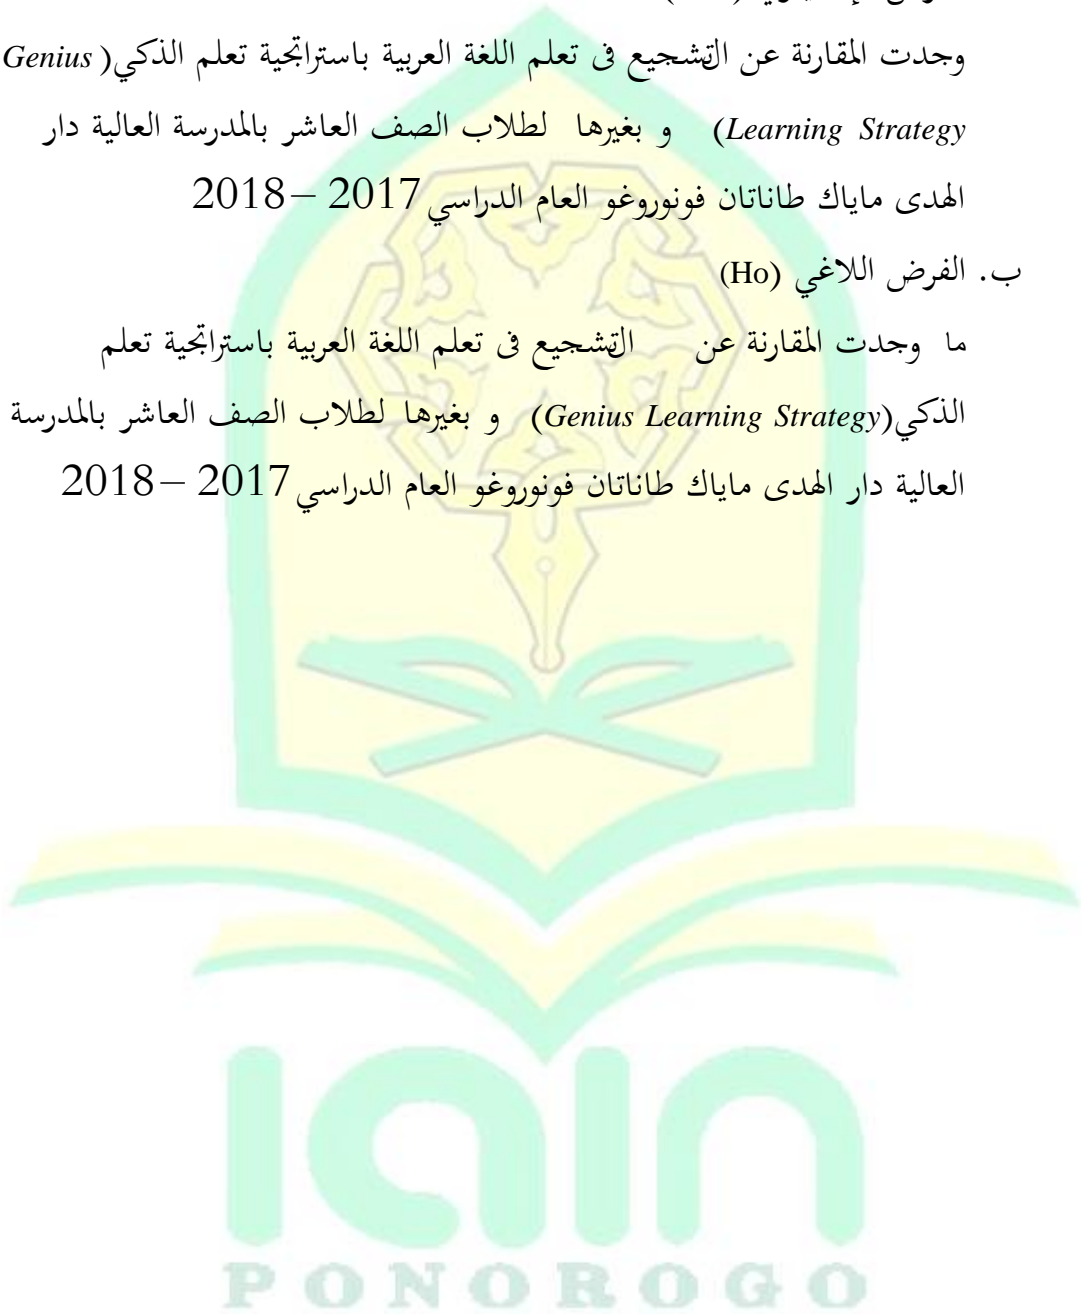 وجدت المقارنة عن التشجيع فى تعلم اللغة العربية باستراتجية تعلم الذكي( Genius
Learning Strategy) و بغيرها لطلاب الصف العاشر بالمدرسة العالية دار
الهدى ماياك طاناتان فونوروغو العام الدراسي 2017 – 2018
ب. الفرض اللاغي (Ho)
ما وجدت المقارنة عن التشجيع فى تعلم اللغة العربية باستراتجية تعلم
الذكي(Genius Learning Strategy) و بغيرها لطلاب الصف العاشر بالمدرسة
العالية دار الهدى ماياك طاناتان فونوروغو العام الدراسي 2017 – 2018
iain
PONOROGO